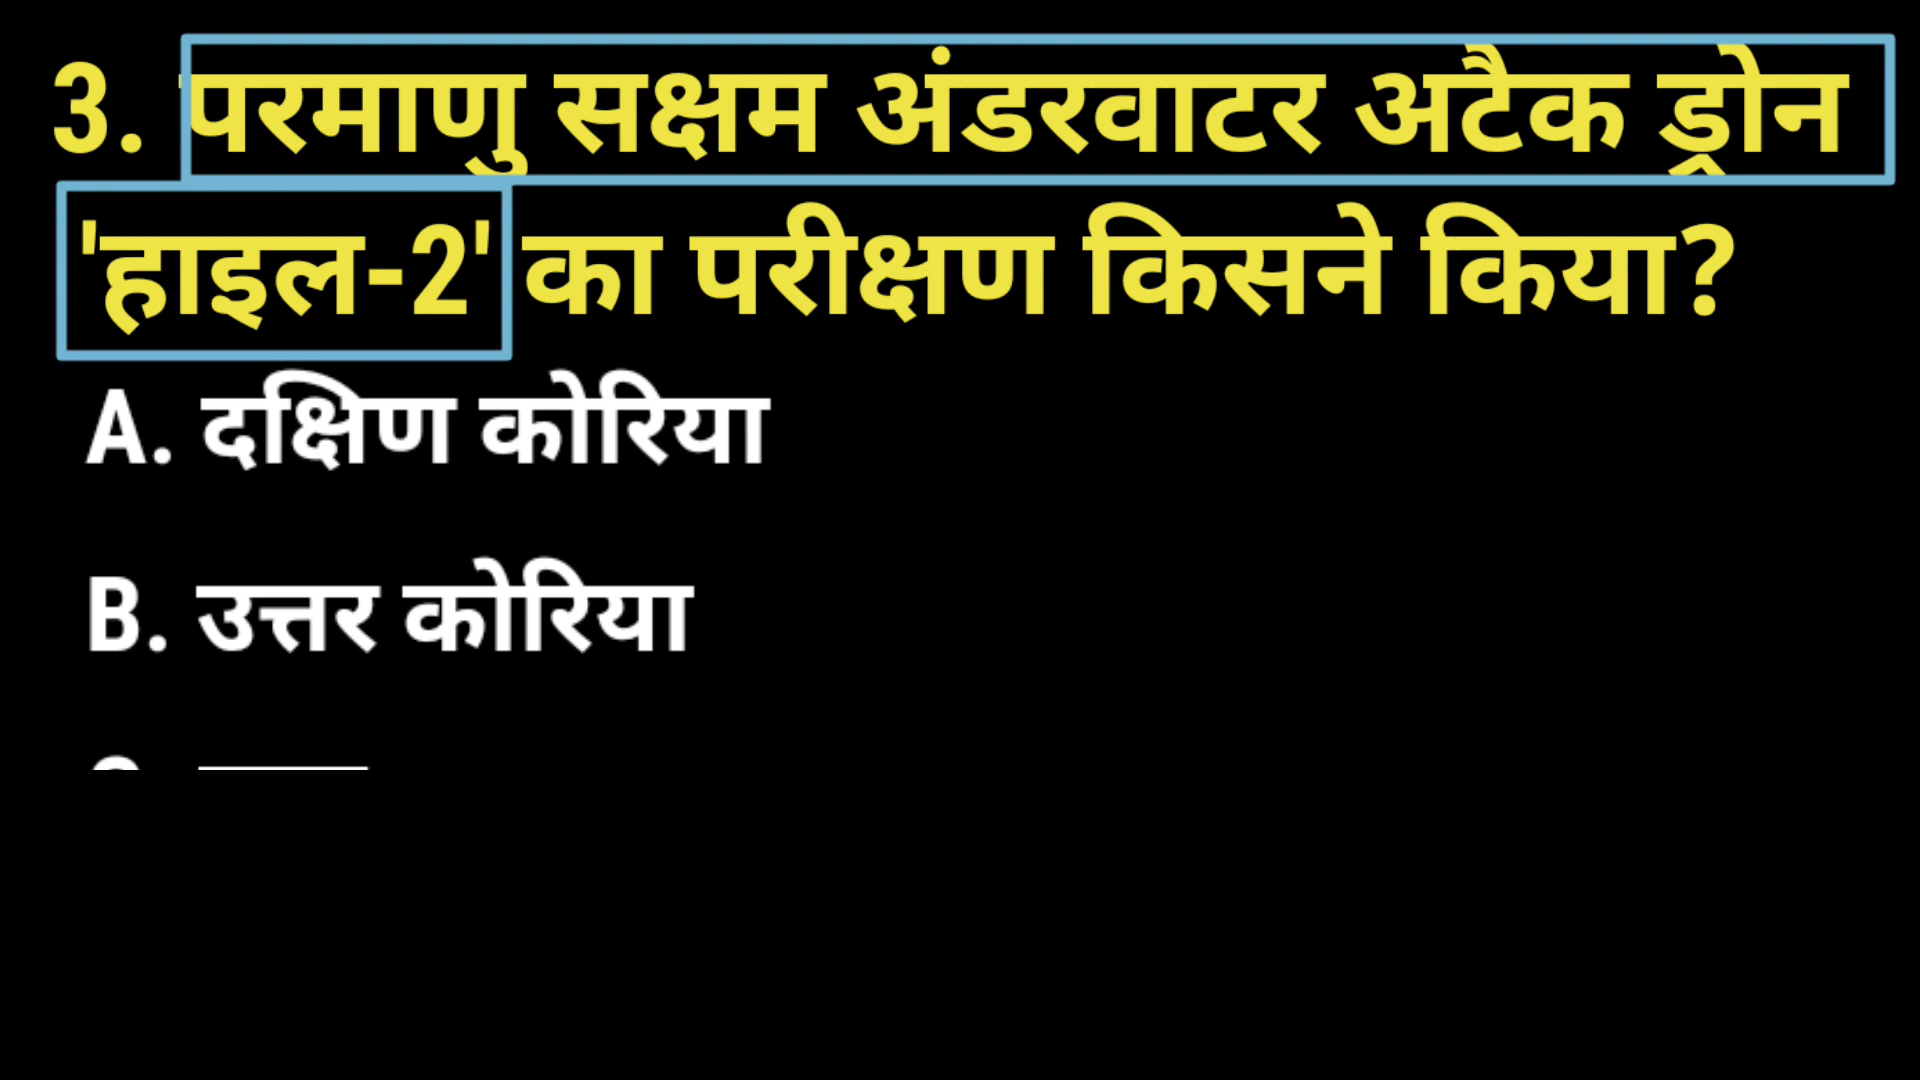 3. परमाणु सक्षम अंडरवाटर अटैक ड्रोन
'हाइल-2' का परीक्षण किसने किया?
A. दक्षिण कोरिया
B. उत्तर कोरिया